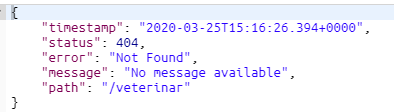 {
"timestamp": "2020-03-25T15:16:26.394+0000",
"status": 404,
"error": "Not Found",
"message": "No message available",
"path": "/veterinar"
}